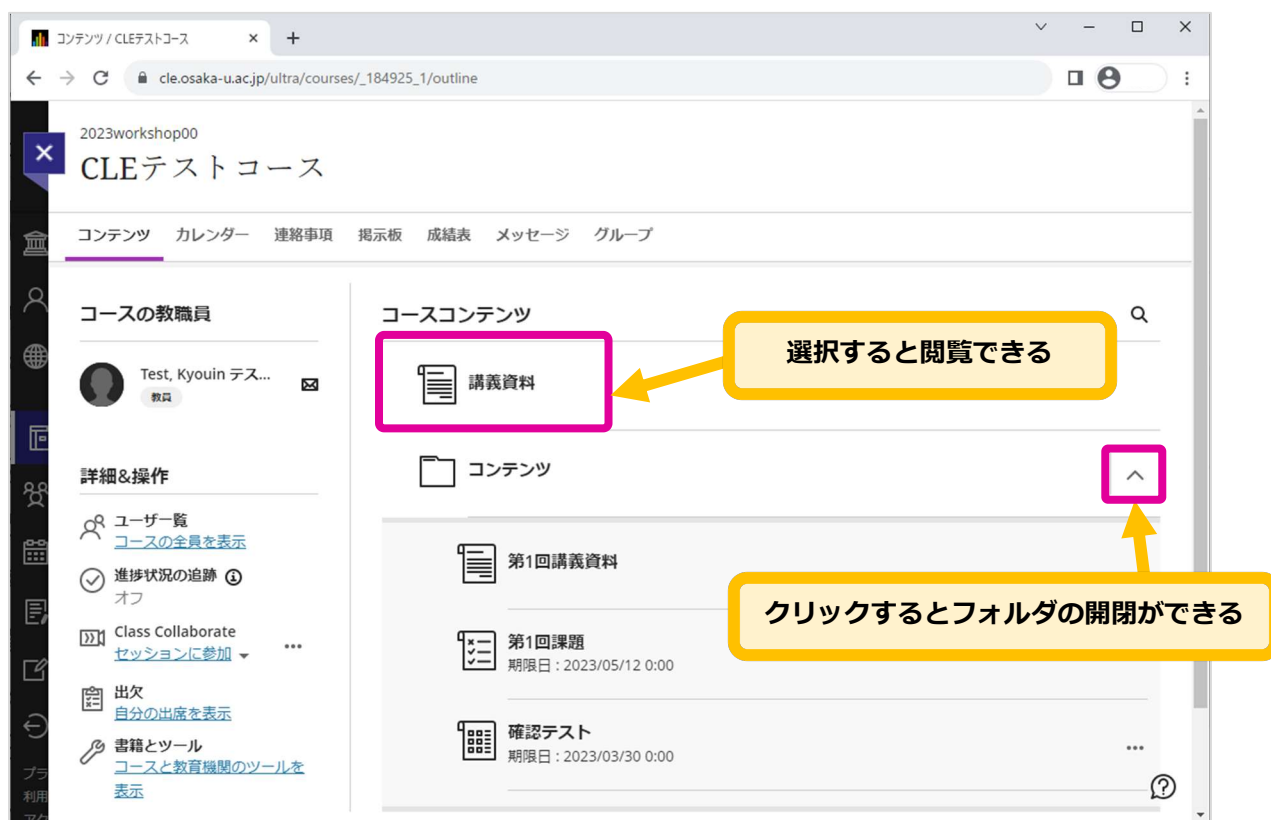 コンテンツ / CLEテストコース
cle.osaka-u.ac.jp/ultra/courses/_184925_1/outline
2023workshop00
CLEテストコース
コンテンツ カレンダー 連絡事項 掲示板 成績表 メッセージ グループ
コースの教職員
Test, Kyouin テス...
教員
詳細&操作
ユーザー覧
コースの全員を表示
進捗状況の追跡
オフ
Class Collaborate
セッションに参加
出欠
自分の出席を表示
書籍とツール
コースと教育機関のツールを
表示
コースコンテンツ
選択すると閲覧できる
講義資料
コンテンツ
第1回講義資料
クリックするとフォルダの開閉ができる
第1回課題
期限日 : 2023/05/12 0:00
確認テスト
期限日 : 2023/03/30 0:00
プラ
利用